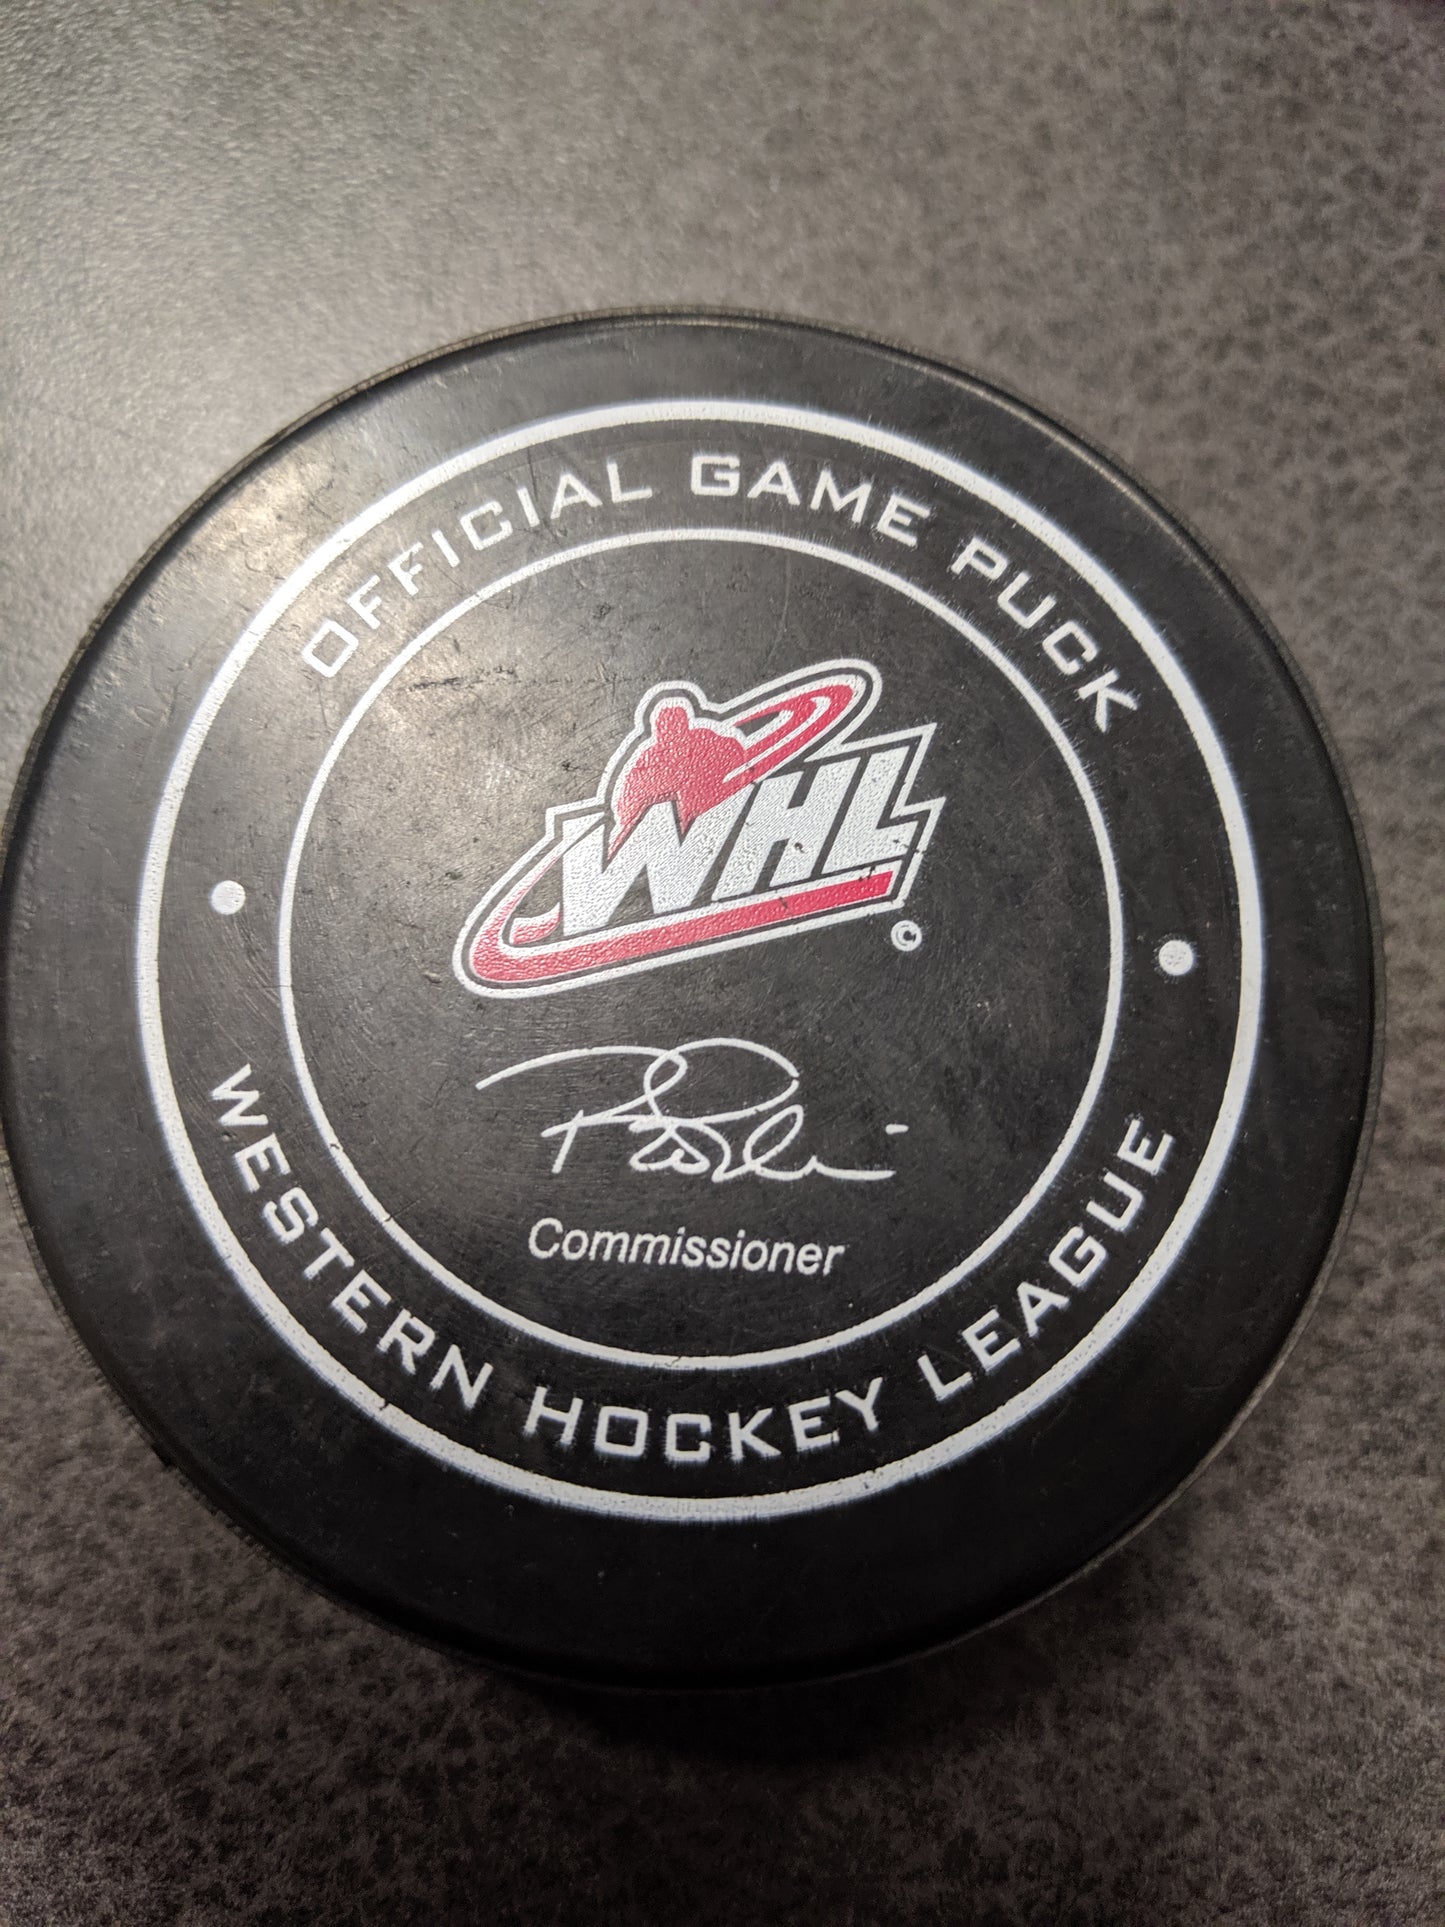 OFFICIAL GAME PUCK
WHL
©
Commissioner
WESTERN HOCKEY LEAGUE